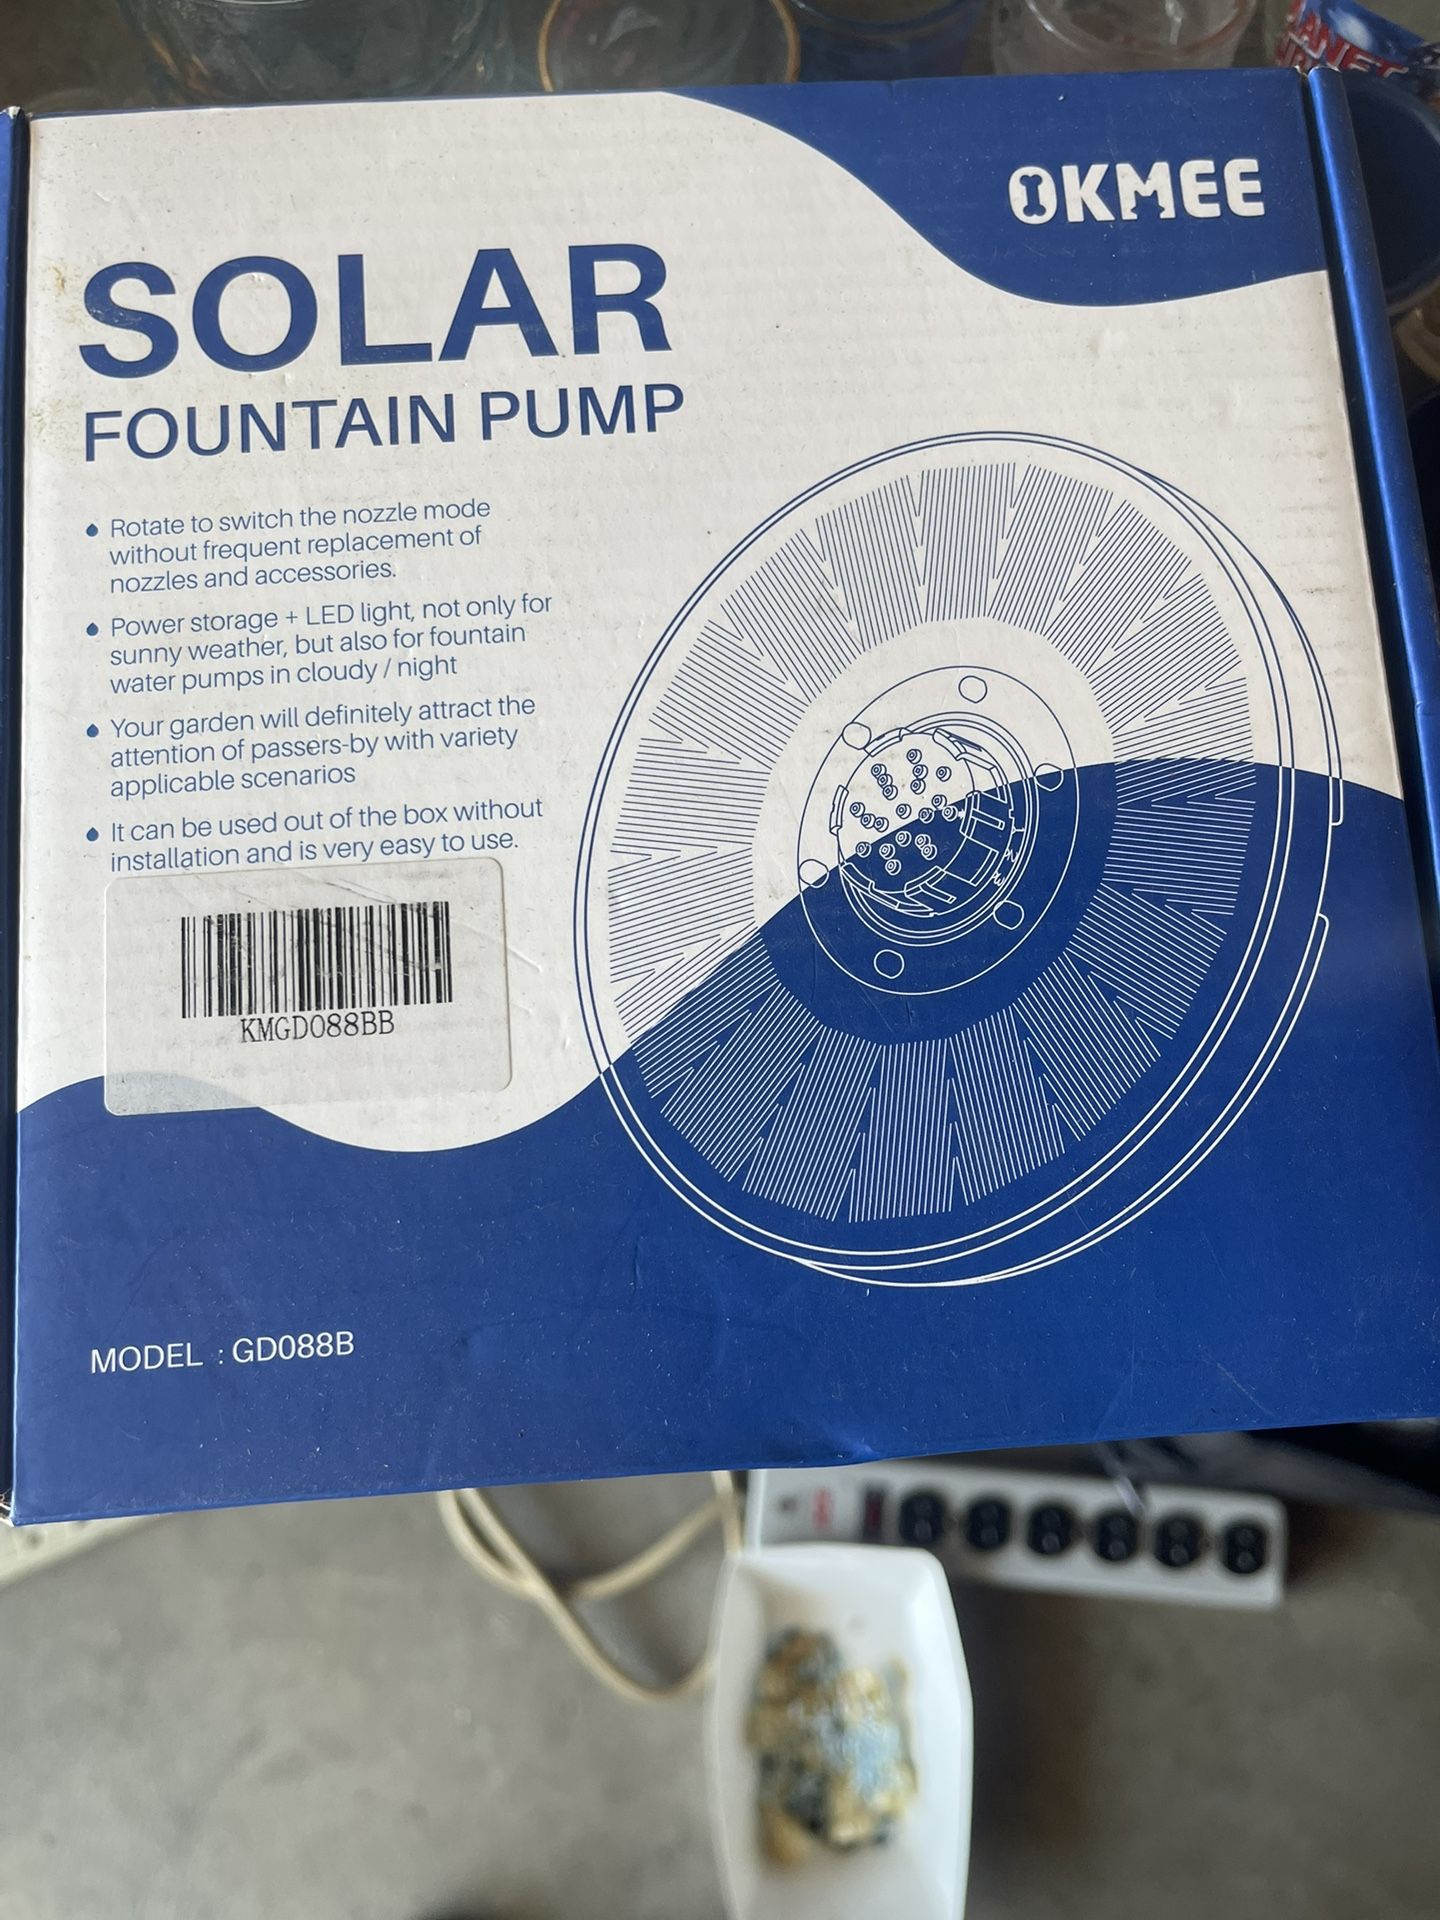 OKMEE
SOLAR
FOUNTAIN PUMP
Rotate to switch the nozzle mode
without frequent replacement of
nozzles and accessories.
Power storage + LED light, not only for
sunny weather, but also for fountain
water pumps in cloudy / night
Your garden will definitely attract the
attention of passers-by with variety
applicable scenarios
It can be used out of the box without
installation and is very easy to use.
KMGD088BB
MODEL : GD088B